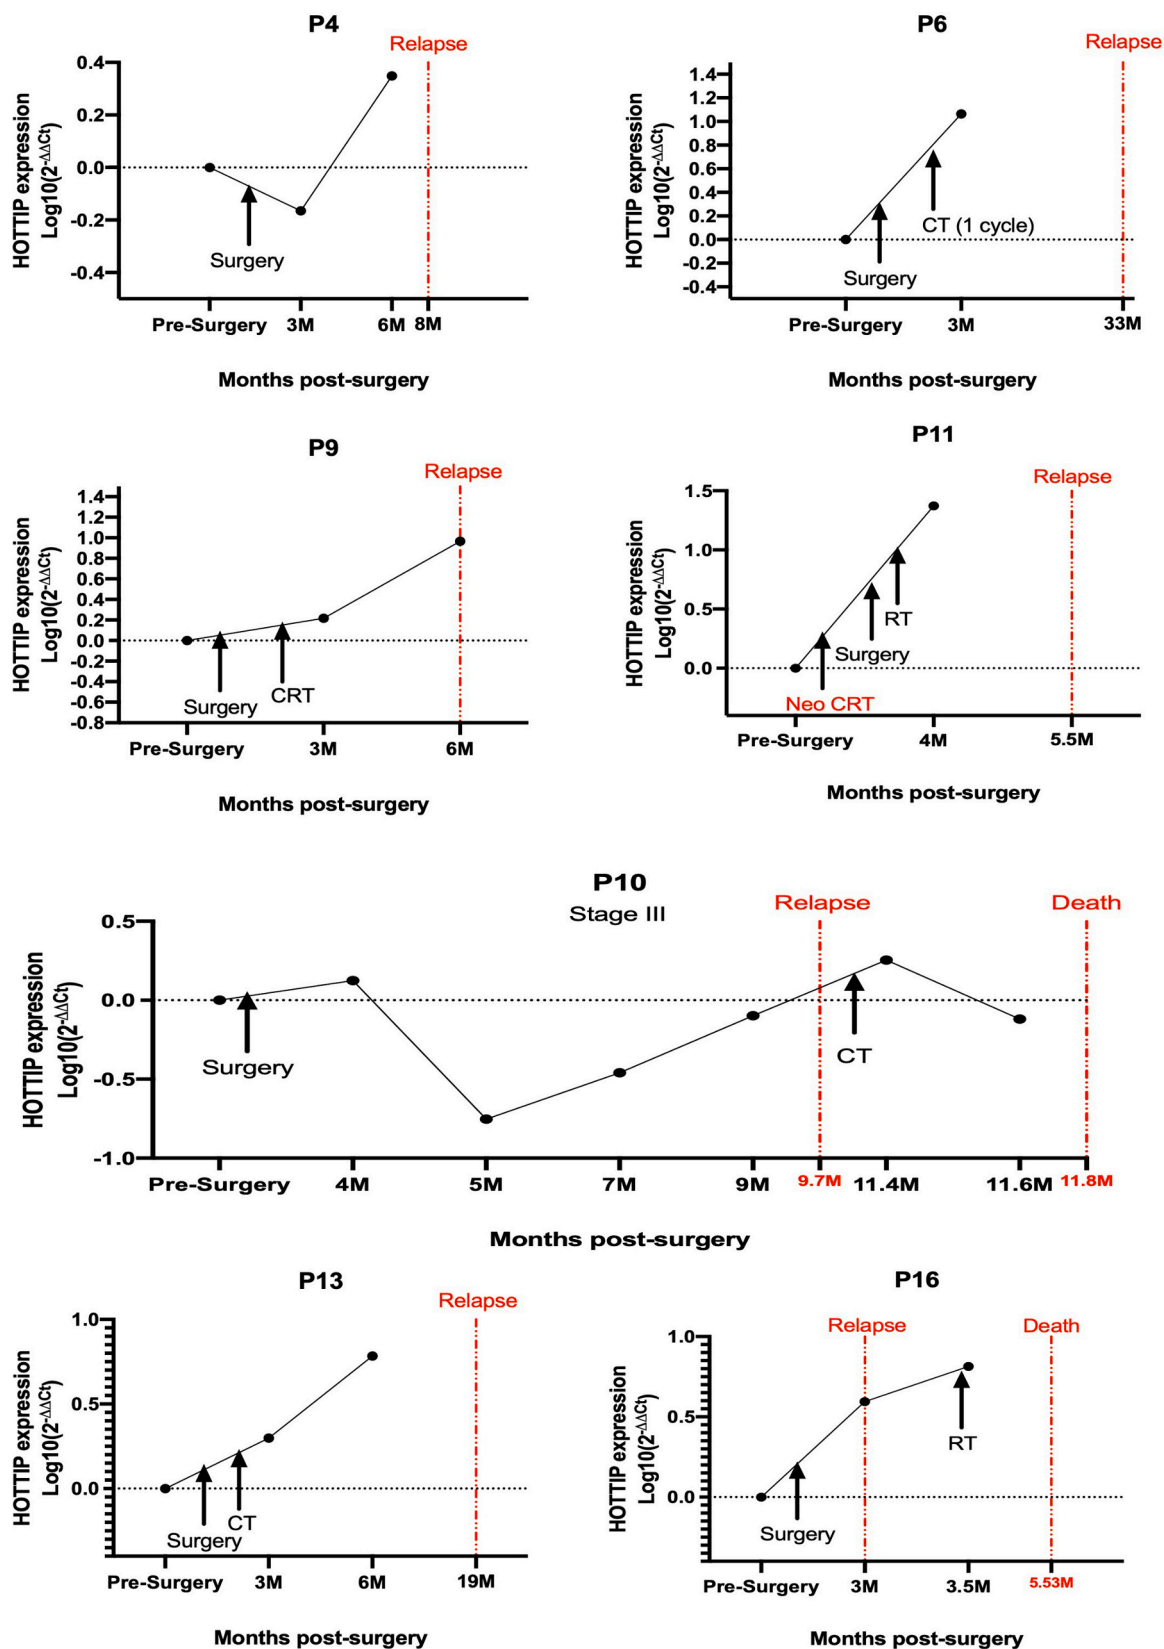 P4
Relapse
HOTTIP expression
Log10(2-ΔΔCt)
0.4
0.2
0.0
-0.2
-0.4
Surgery
Pre-Surgery 3M 6M 8M
Months post-surgery
P6
Relapse
HOTTIP expression
Log10(2-ΔΔCt)
1.4
1.2
1.0
0.8
0.6
0.4
0.2
0.0
-0.2
-0.4
CT (1 cycle)
Surgery
Pre-Surgery 3M 33M
Months post-surgery
P9
Relapse
HOTTIP expression
Log10(2-ΔΔCt)
1.4
1.2
1.0
0.8
0.6
0.4
0.2
0.0
-0.2
-0.4
-0.6
-0.8
Surgery CRT
Pre-Surgery 3M 6M
Months post-surgery
P11
Relapse
HOTTIP expression
Log10(2-ΔΔCt)
1.5
1.0
0.5
0.0
RT
Surgery
Neo CRT
Pre-Surgery 4M 5.5M
Months post-surgery
P10
Stage III
Relapse Death
HOTTIP expression
Log10(2-ΔΔCt)
0.5
0.0
-0.5
-1.0
Surgery
CT
Pre-Surgery 4M 5M 7M 9M 9.7M 11.4M 11.6M 11.8M
Months post-surgery
P13
Relapse
HOTTIP expression
Log10(2-ΔΔCt)
1.0
0.5
0.0
CT
Surgery
Pre-Surgery 3M 6M 19M
Months post-surgery
P16
Relapse Death
HOTTIP expression
Log10(2-ΔΔCt)
1.0
0.5
0.0
RT
Surgery
Pre-Surgery 3M 3.5M 5.53M
Months post-surgery